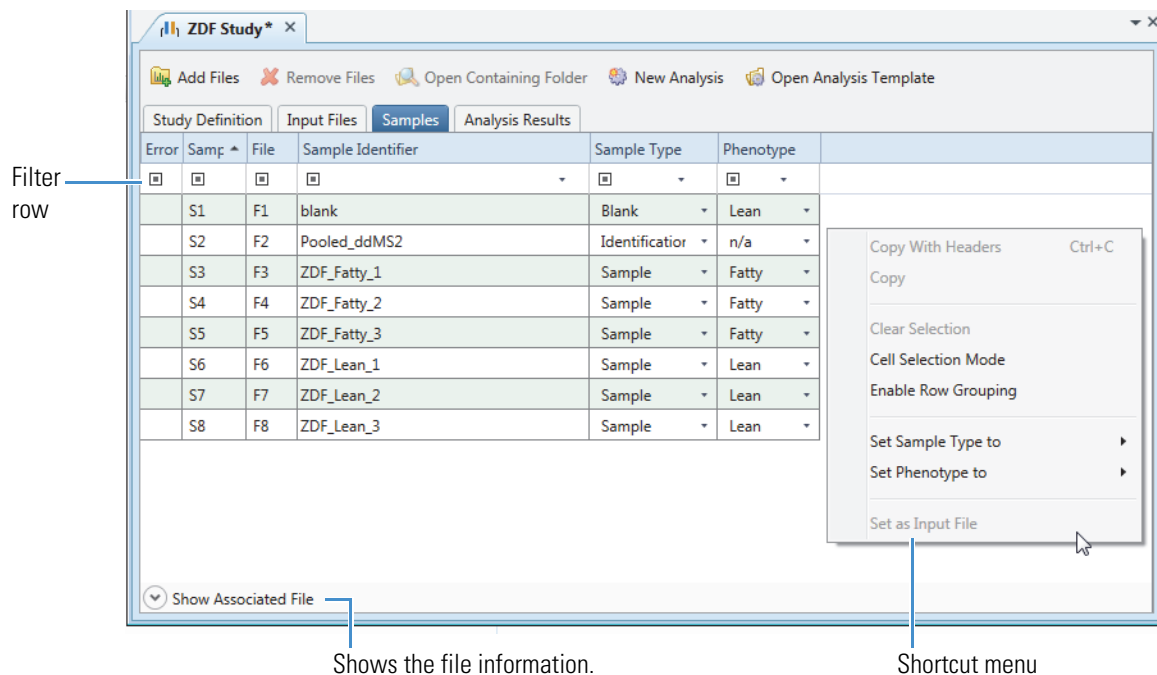 ZDF Study*
Add Files Remove Files Open Containing Folder New Analysis Open Analysis Template
Study Definition Input Files Samples Analysis Results
Error Samp File Sample Identifier Sample Type Phenotype
Filter
row
S1 F1 blank Blank Lean
S2 F2 Pooled_ddMS2 Identification n/a
S3 F3 ZDF_Fatty_1 Sample Fatty
S4 F4 ZDF_Fatty_2 Sample Fatty
S5 F5 ZDF_Fatty_3 Sample Fatty
S6 F6 ZDF_Lean_1 Sample Lean
S7 F7 ZDF_Lean_2 Sample Lean
S8 F8 ZDF_Lean_3 Sample Lean
Copy With Headers Ctrl+C
Copy
Clear Selection
Cell Selection Mode
Enable Row Grouping
Set Sample Type to
Set Phenotype to
Set as Input File
Show Associated File
Shows the file information.
Shortcut menu